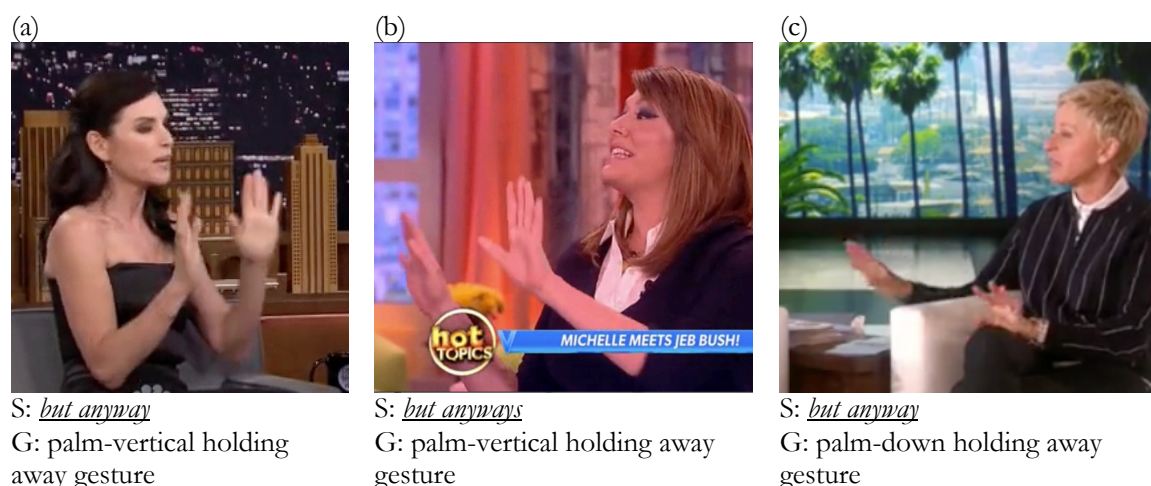 (a)
(b)
(c)
hot
TOPICS
MICHELLE MEETS JEB BUSH!
S: but anyway
G: palm-vertical holding
away gesture
S: but anyways
G: palm-vertical holding away
gesture
S: but anyway
G: palm-down holding away
gesture